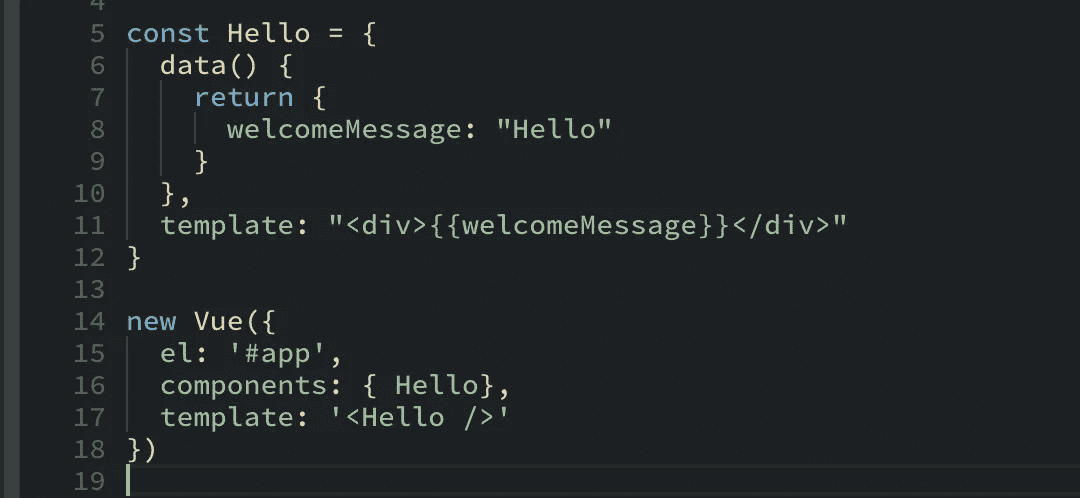 4
5 const Hello = {
6   data() {
7     return {
8       welcomeMessage: "Hello"
9     }
10   },
11   template: "<div>{{welcomeMessage}}</div>"
12 }
13
14 new Vue({
15   el: '#app',
16   components: { Hello},
17   template: '<Hello />'
18 })
19